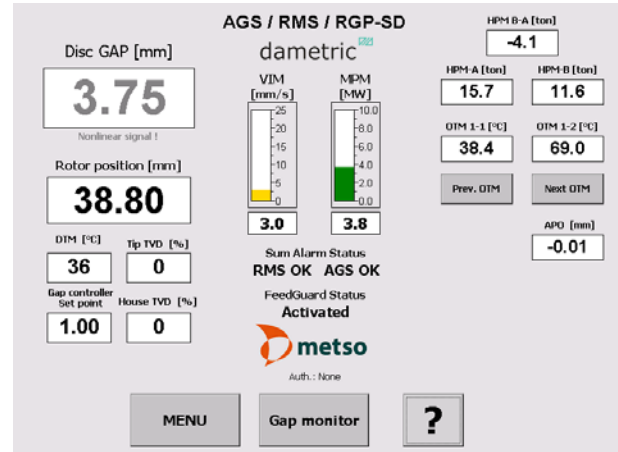 AGS / RMS / RGP-SD
dametric
Disc GAP [mm]
3.75
Nonlinear signal !
Rotor position [mm]
38.80
DTM [°C]
36
Tip TVD [%]
0
Gap controller
Set point
1.00
House TVD [%]
0
VIM
[mm/s]
25
20
15
10
5
0
3.0
MPM
[MW]
10.0
8.0
6.0
4.0
2.0
0.0
3.8
Sum Alarm Status
RMS OK AGS OK
FeedGuard Status
Activated
metso
Auth.: None
HPM B-A [ton]
-4.1
HPM-A [ton]
15.7
HPM-B [ton]
11.6
OTM 1-1 [°C]
38.4
OTM 1-2 [°C]
69.0
Prev. OTM
Next OTM
APO [mm]
-0.01
MENU
Gap monitor
?